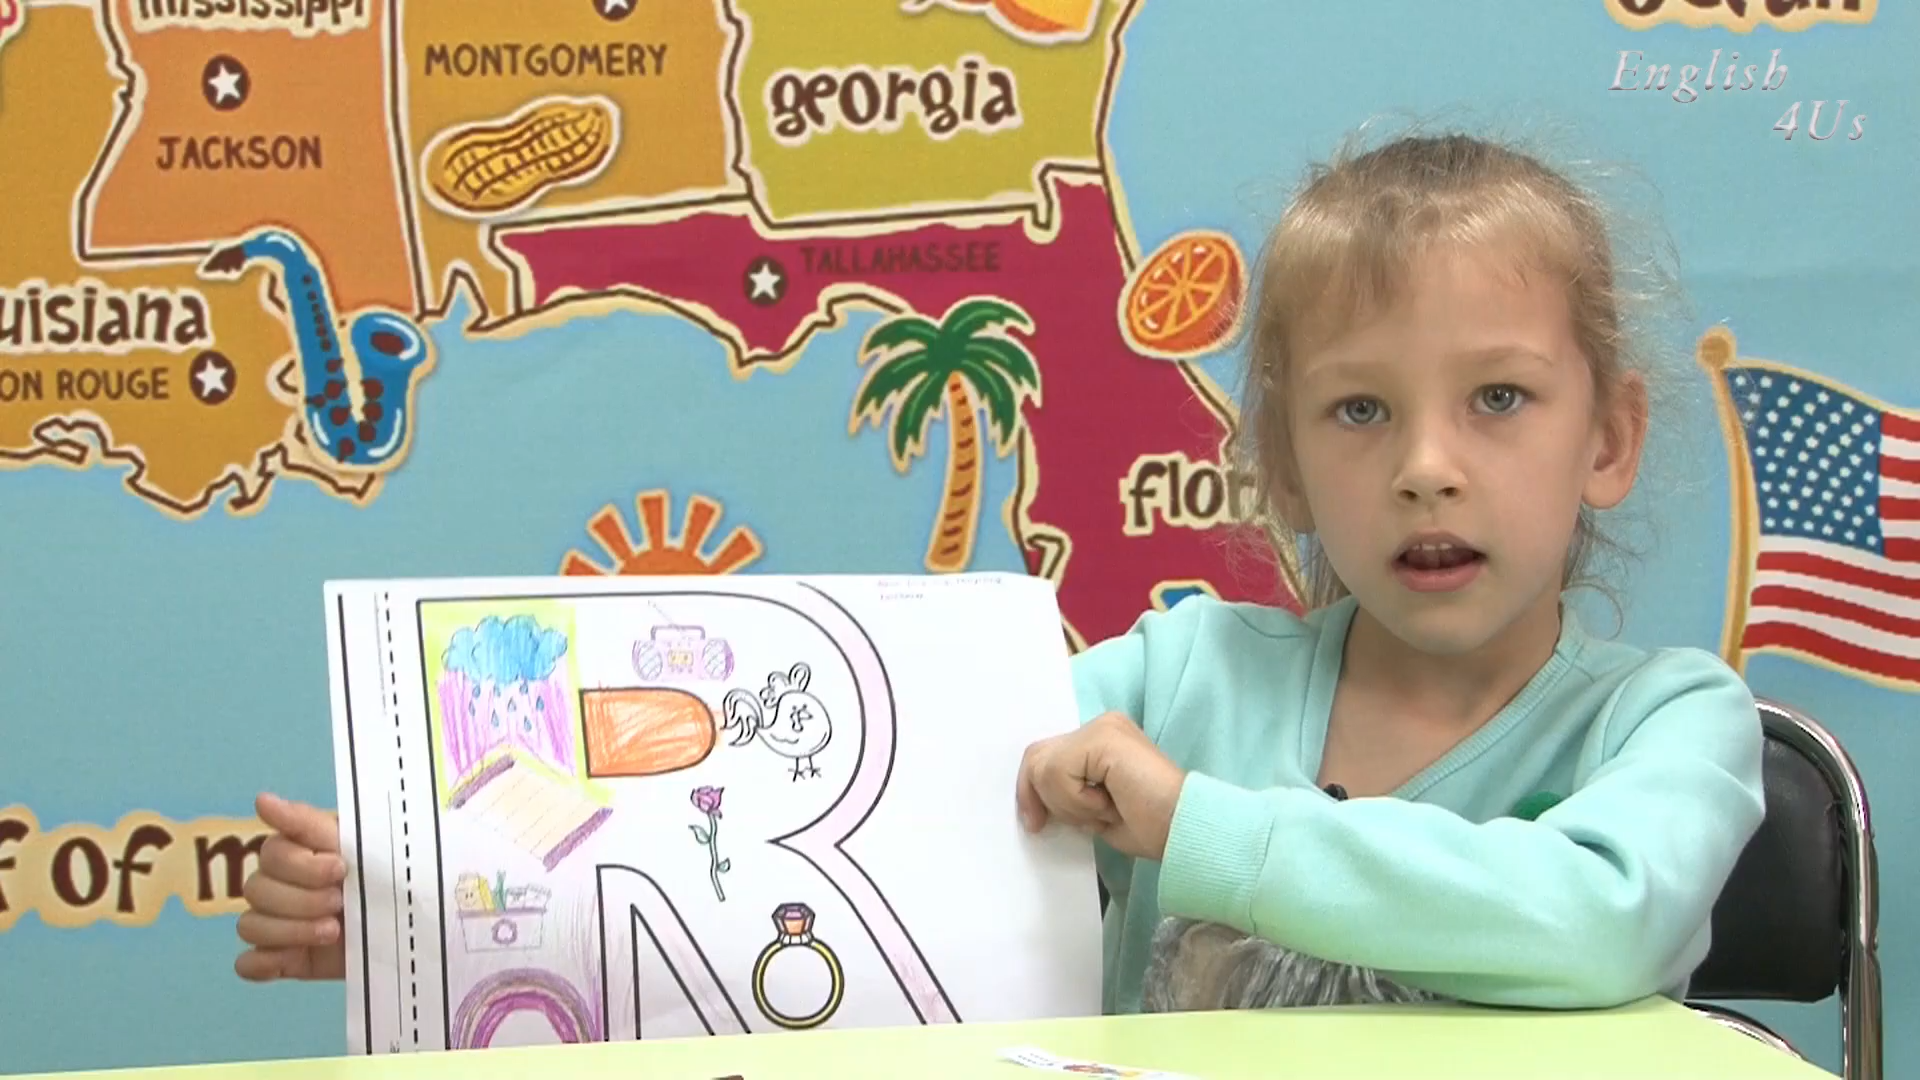 mississippi
MONTGOMERY
georgia
JACKSON
TALLAHASSEE
uisiana
ON ROUGE
flor
f of m
English
4Us
R